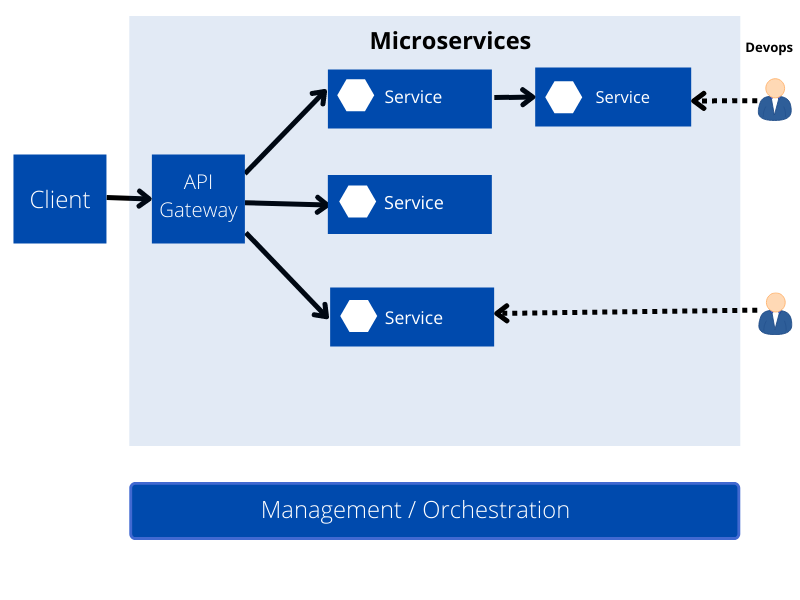 Microservices
Devops
Service
Service
Client
API
Gateway
Service
Service
Management / Orchestration